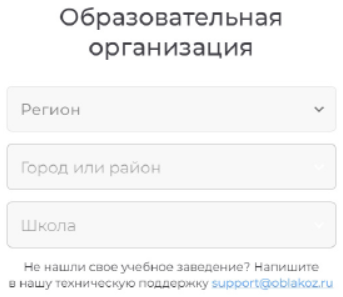 Образовательная
организация
Регион
Город или район
Школа
Не нашли свое учебное заведение? Напишите
в нашу техническую поддержку support@oblakoz.ru